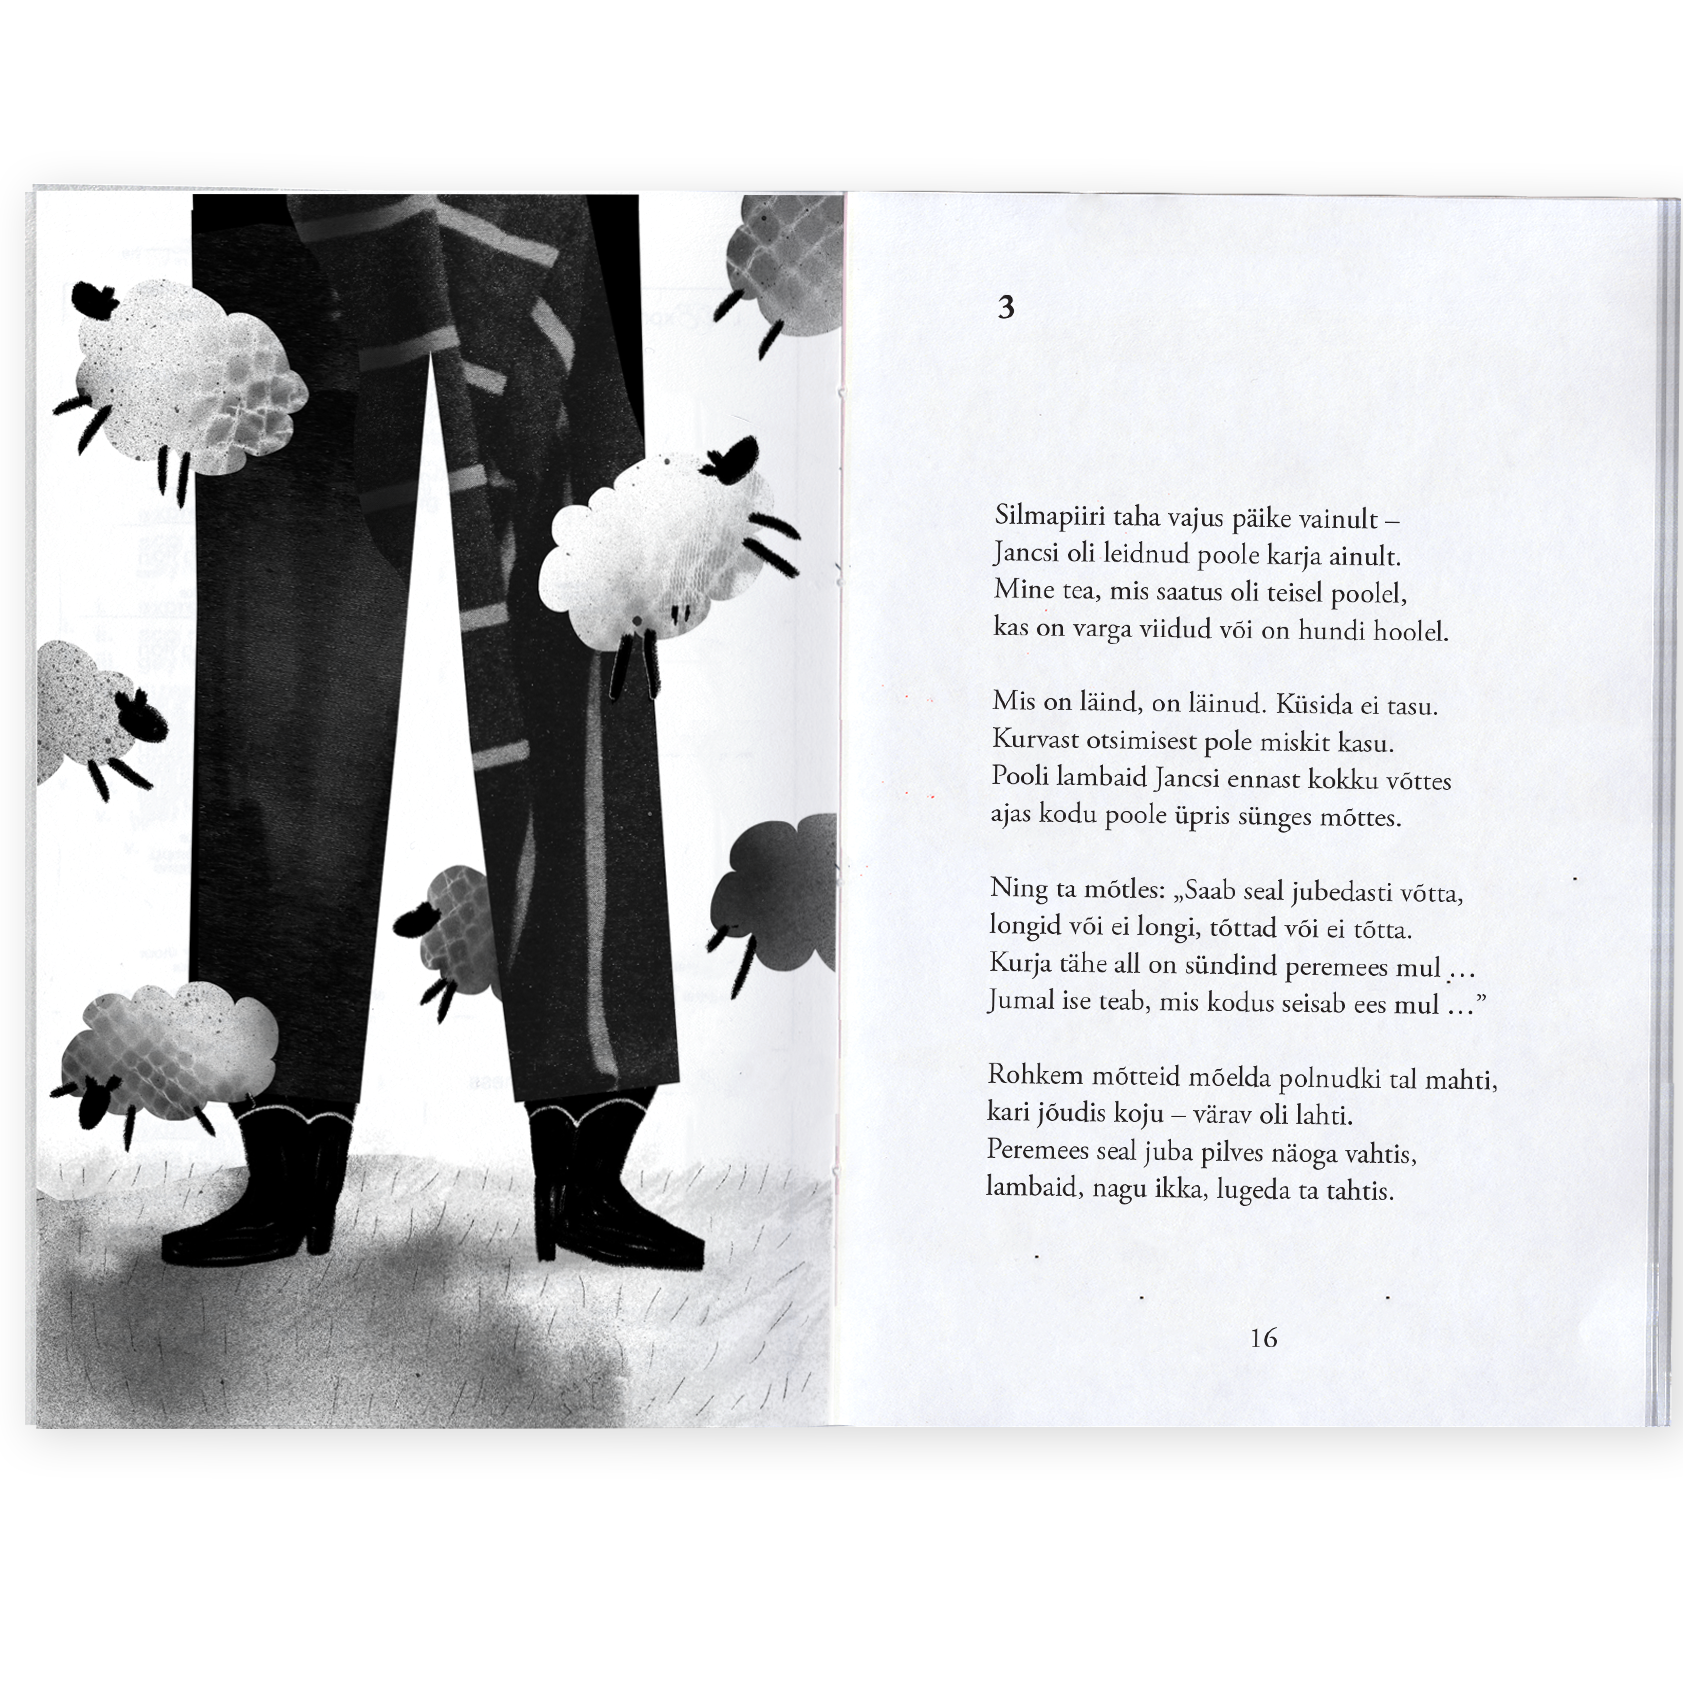 3
Silmapiiri taha vajus päike vainult –
Jancsi oli leidnud poole karja ainult.
Mine tea, mis saatus oli teisel poolel,
kas on varga viidud või on hundi hoolel.
Mis on läind, on läinud. Küsida ei tasu.
Kurvast otsimisest pole miskit kasu.
Pooli lambaid Jancsi ennast kokku võttes
ajas kodu poole üpris sünges mõttes.
Ning ta mõtles: „Saab seal jubedasti võtta,
longid või ei longi, tõttad või ei tõtta.
Kurja tähe all on sündind peremees mul …
Jumal ise teab, mis kodus seisab ees mul …”
Rohkem mõtteid mõelda polnudki tal mahti,
kari jõudis koju – värav oli lahti.
Peremees seal juba pilves näoga vahtis,
lambaid, nagu ikka, lugeda ta tahtis.
16